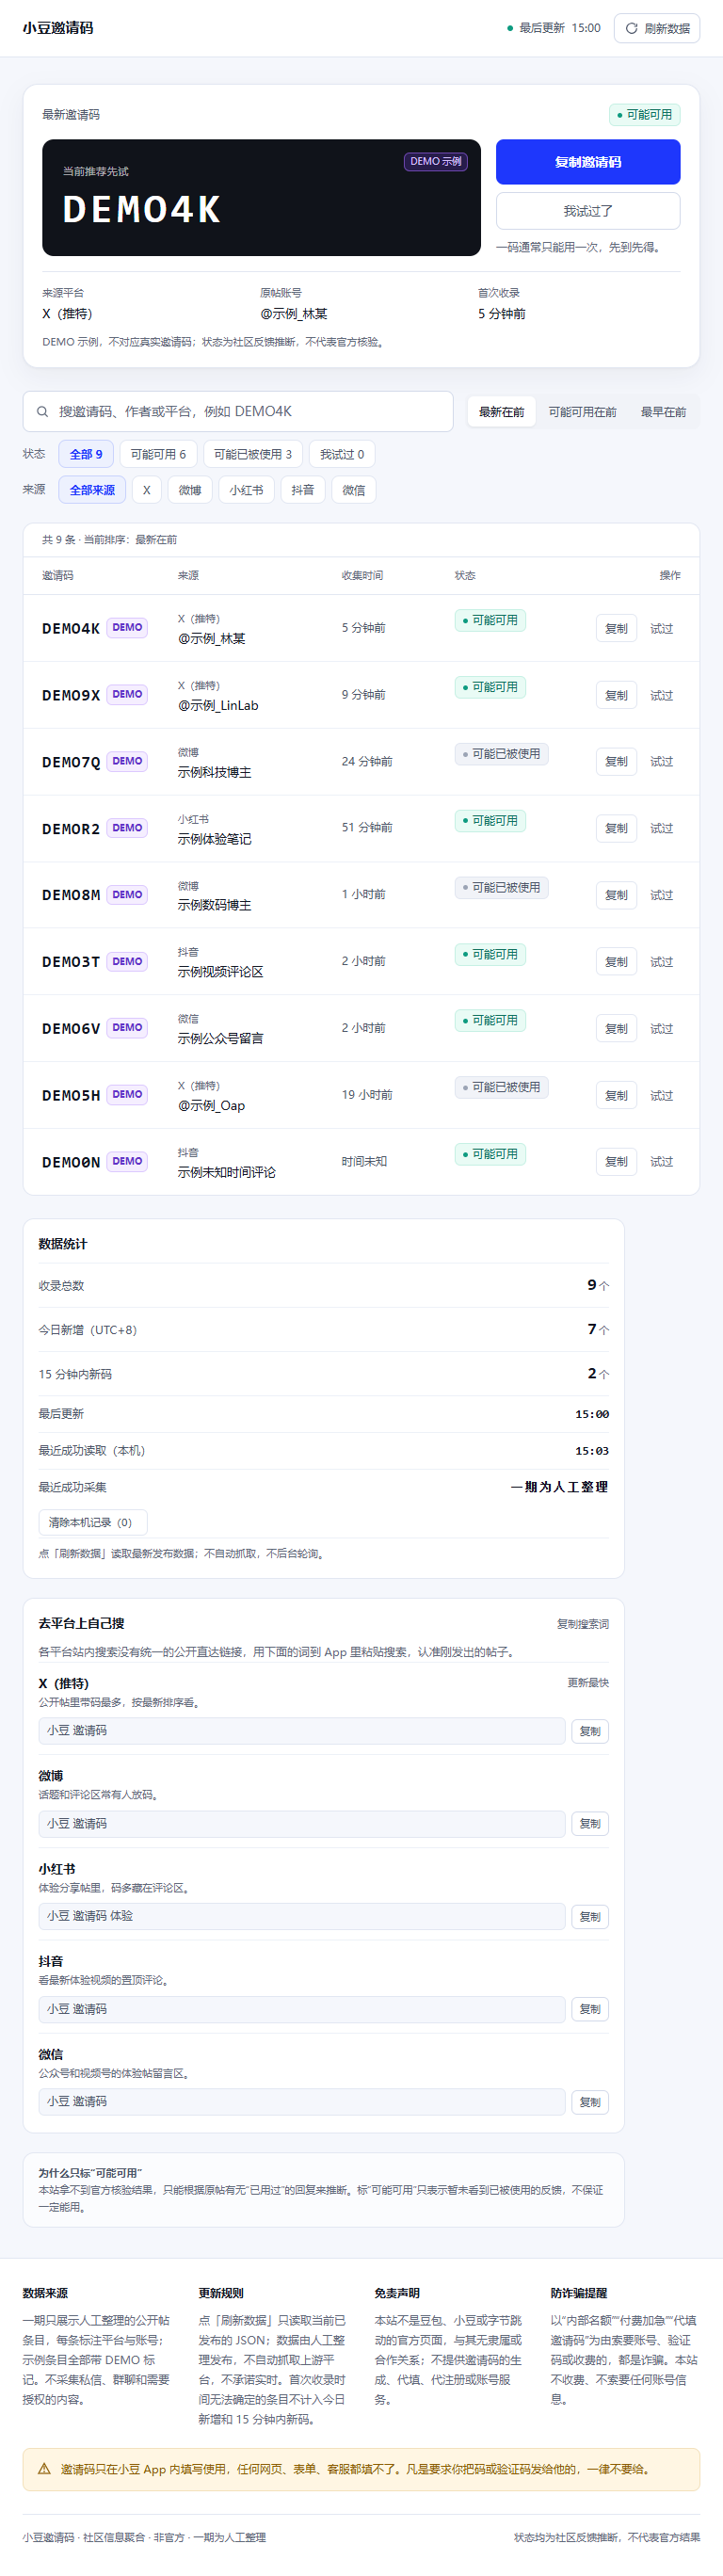 小豆邀请码
最后更新 15:00
刷新数据
最新邀请码
可能可用
当前推荐先试
DEMO 示例
DEMO4K
复制邀请码
我试过了
一码通常只能用一次，先到先得。
来源平台 原帖账号 首次收录
X（推特） @示例_林某 5 分钟前
DEMO 示例，不对应真实邀请码；状态为社区反馈推断，不代表官方核验。
搜邀请码、作者或平台，例如 DEMO4K
最新在前 可能可用在前 最早在前
状态 全部 9 可能可用 6 可能已被使用 3 我试过 0
来源 全部来源 X 微博 小红书 抖音 微信
共 9 条 · 当前排序：最新在前
邀请码 来源 收集时间 状态 操作
DEMO4K DEMO X（推特） 5 分钟前 可能可用 复制 试过
@示例_林某
DEMO9X DEMO X（推特） 9 分钟前 可能可用 复制 试过
@示例_LinLab
DEMO7Q DEMO 微博 24 分钟前 可能已被使用 复制 试过
示例科技博主
DEMOR2 DEMO 小红书 51 分钟前 可能可用 复制 试过
示例体验笔记
DEMO8M DEMO 微博 1 小时前 可能已被使用 复制 试过
示例数码博主
DEMO3T DEMO 抖音 2 小时前 可能可用 复制 试过
示例视频评论区
DEMO6V DEMO 微信 2 小时前 可能可用 复制 试过
示例公众号留言
DEMO5H DEMO X（推特） 19 小时前 可能已被使用 复制 试过
@示例_Oap
DEMO0N DEMO 抖音 时间未知 可能可用 复制 试过
示例未知时间评论
数据统计
收录总数 9 个
今日新增（UTC+8） 7 个
15 分钟内新码 2 个
最后更新 15:00
最近成功读取（本机） 15:03
最近成功采集 一期为人工整理
清除本机记录（0）
点「刷新数据」读取最新发布数据；不自动抓取，不后台轮询。
去平台上自己搜 复制搜索词
各平台站内搜索没有统一的公开直达链接，用下面的词到 App 里粘贴搜索，认准刚发出的帖子。
X（推特） 更新最快
公开帖里带码最多，按最新排序看。
小豆 邀请码 复制
微博
话题和评论区常有人放码。
小豆 邀请码 复制
小红书
体验分享帖里，码多藏在评论区。
小豆 邀请码 体验 复制
抖音
看最新体验视频的置顶评论。
小豆 邀请码 复制
微信
公众号和视频号的体验帖留言区。
小豆 邀请码 复制
为什么只标“可能可用”
本站拿不到官方核验结果，只能根据原帖有无“已用过”的回复来推断。标“可能可用”只表示暂未看到已被使用的反馈，不保证
一定能用。
数据来源
一期只展示人工整理的公开帖
条目，每条标注平台与账号；
示例条目全部带 DEMO 标
记。不采集私信、群聊和需要
授权的内容。
更新规则
点「刷新数据」只读取当前已
发布的 JSON；数据由人工整
理发布，不自动抓取上游平
台，不承诺实时。首次收录时
间无法确定的条目不计入今日
新增和 15 分钟内新码。
免责声明
本站不是豆包、小豆或字节跳
动的官方页面，与其无隶属或
合作关系；不提供邀请码的生
成、代填、代注册或账号服
务。
防诈骗提醒
以“内部名额”“付费加急”“代填
邀请码”为由索要账号、验证
码或收费的，都是诈骗。本站
不收费、不索要任何账号信
息。
邀请码只在小豆 App 内填写使用，任何网页、表单、客服都填不了。凡是要求你把码或验证码发给他的，一律不要给。
小豆邀请码 · 社区信息聚合 · 非官方 · 一期为人工整理
状态均为社区反馈推断，不代表官方结果